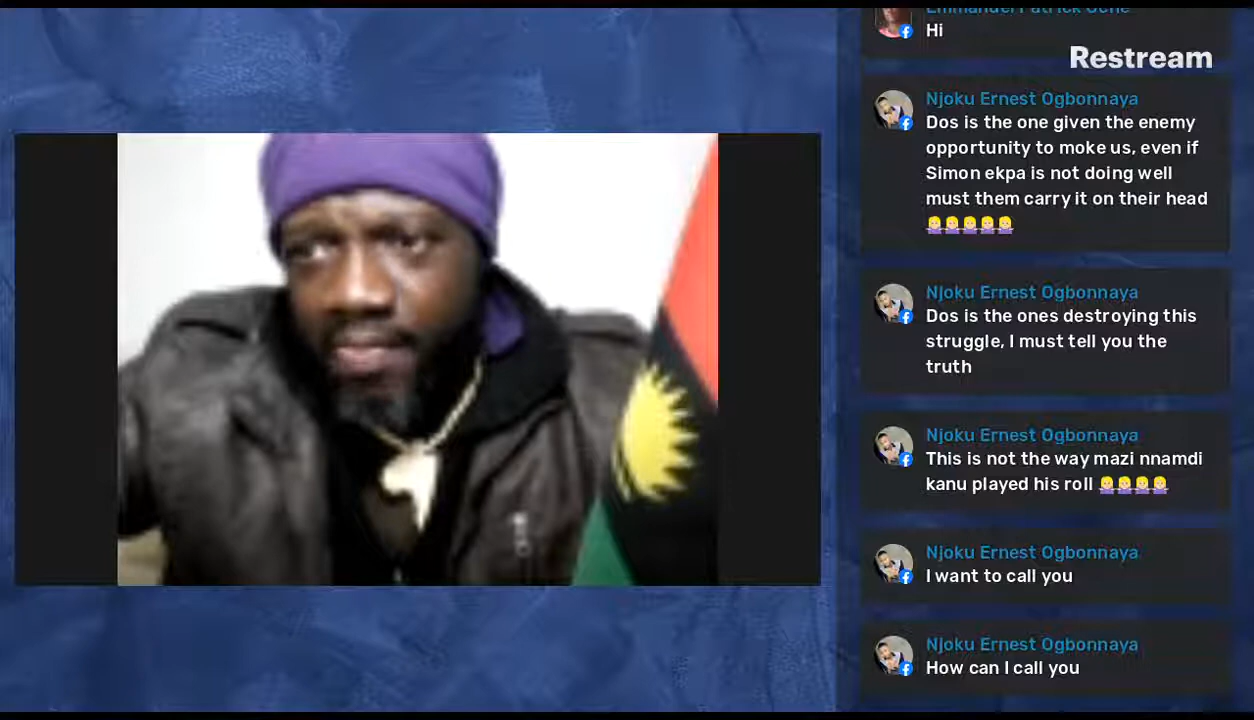 Emmanuel Patrick Gene
Hi
Restream
Njoku Ernest Ogbonnaya
Dos is the one given the enemy
opportunity to moke us, even if
Simon ekpa is not doing well
must them carry it on their head
🤷🏼‍♀️🤷🏼‍♀️🤷🏼‍♀️🤷🏼‍♀️🤷🏼‍♀️
Njoku Ernest Ogbonnaya
Dos is the ones destroying this
struggle, I must tell you the
truth
Njoku Ernest Ogbonnaya
This is not the way mazi nnamdi
kanu played his roll 🤷🏼‍♀️🤷🏼‍♀️🤷🏼‍♀️🤷🏼‍♀️
Njoku Ernest Ogbonnaya
I want to call you
Njoku Ernest Ogbonnaya
How can I call you